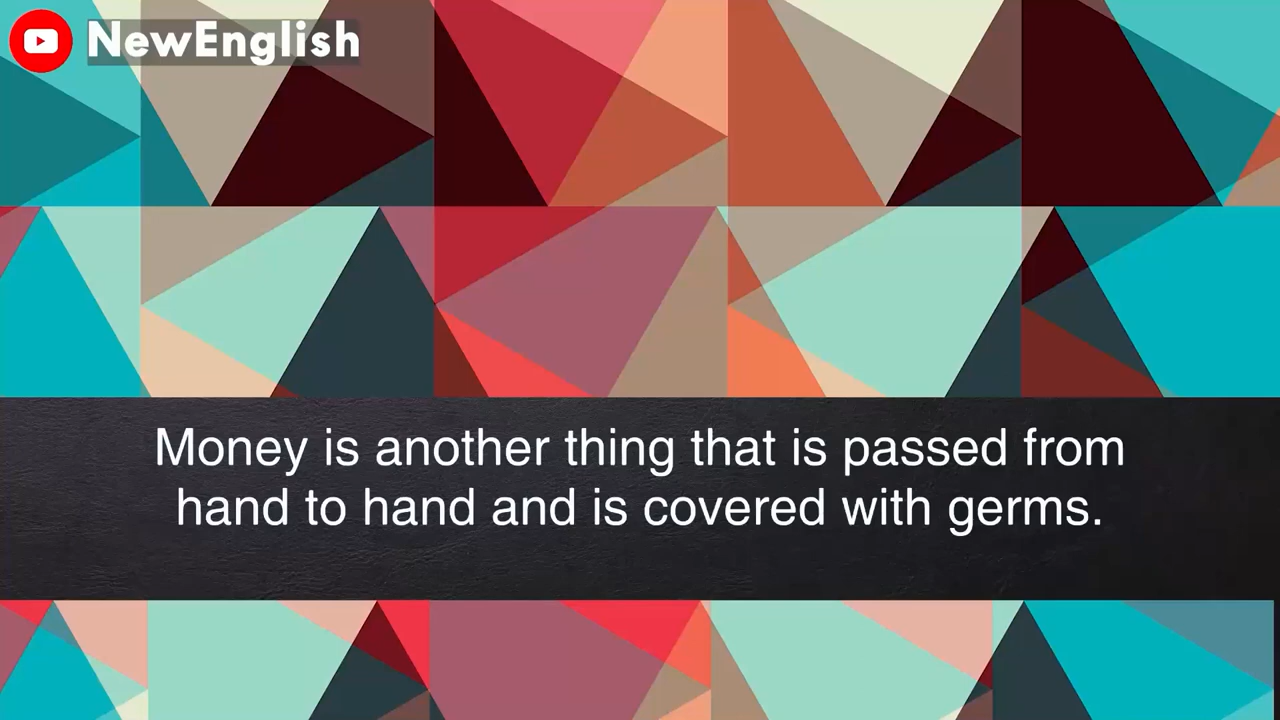 NewEnglish
Money is another thing that is passed from
hand to hand and is covered with germs.